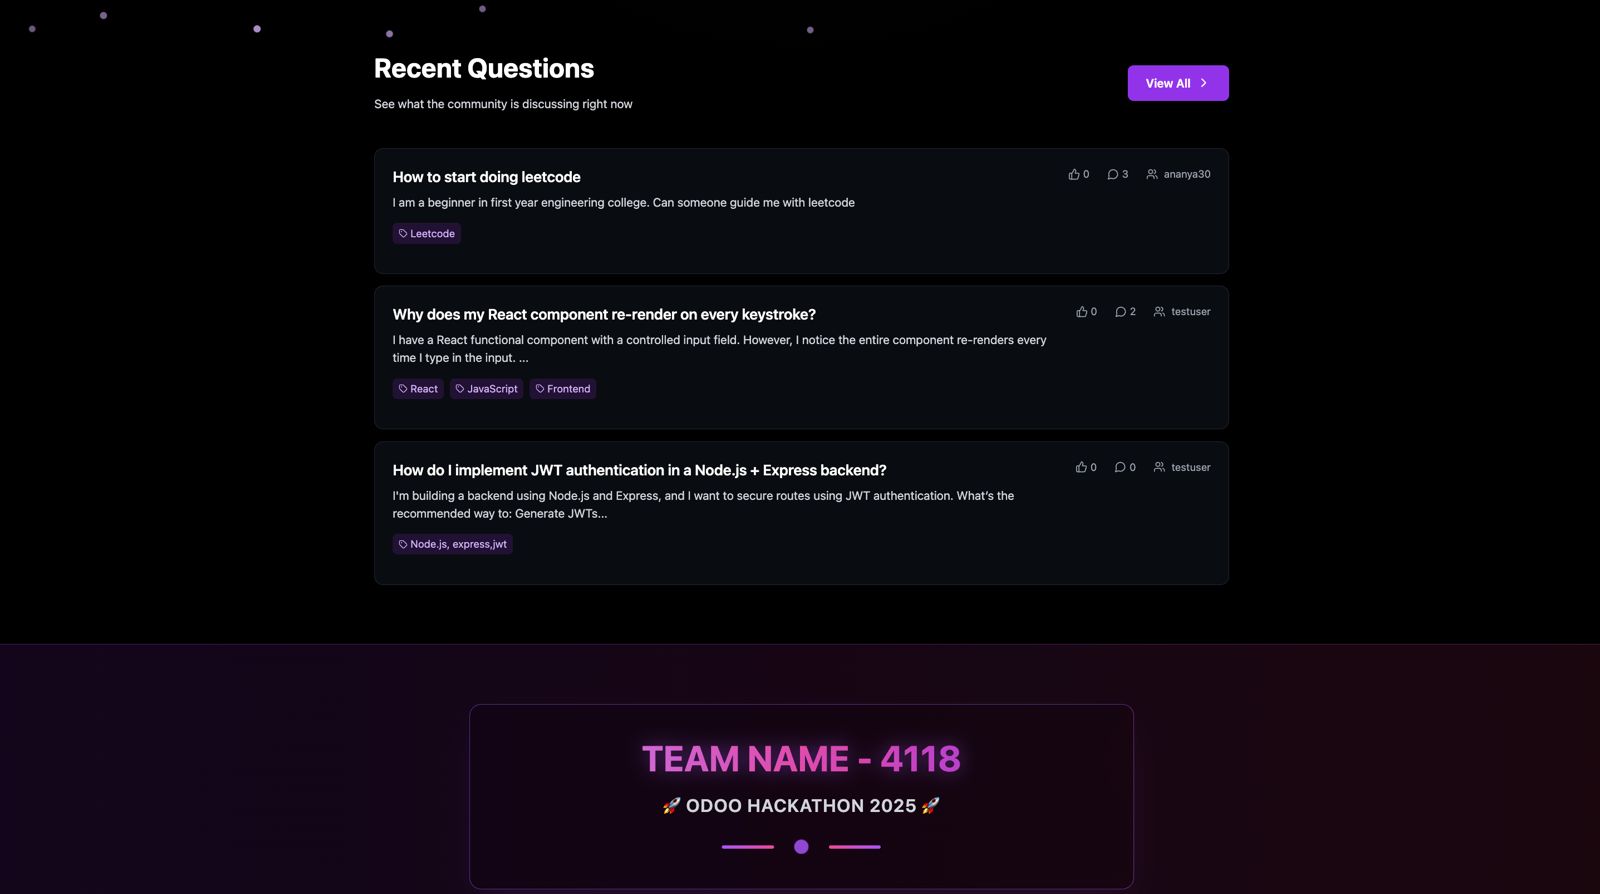 Recent Questions
See what the community is discussing right now
View All
How to start doing leetcode
0 3 ananya30
I am a beginner in first year engineering college. Can someone guide me with leetcode
Leetcode
Why does my React component re-render on every keystroke?
0 2 testuser
I have a React functional component with a controlled input field. However, I notice the entire component re-renders every
time I type in the input. ...
React JavaScript Frontend
How do I implement JWT authentication in a Node.js + Express backend?
0 0 testuser
I'm building a backend using Node.js and Express, and I want to secure routes using JWT authentication. What’s the
recommended way to: Generate JWTs...
Node.js, express,jwt
TEAM NAME - 4118
🚀 ODOO HACKATHON 2025 🚀